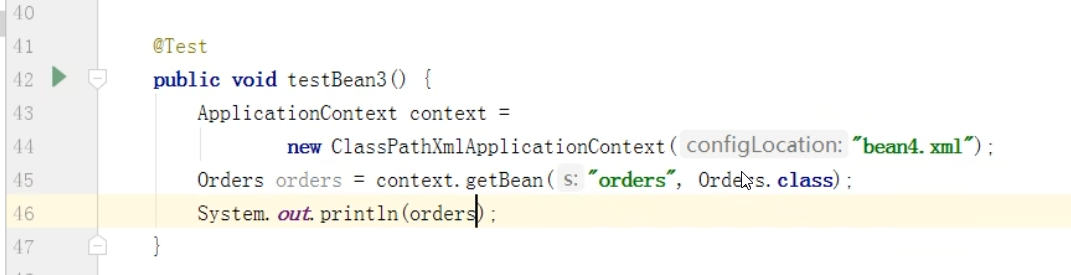 40
41 @Test
42 public void testBean3() {
43 ApplicationContext context =
44 new ClassPathXmlApplicationContext( configLocation: "bean4.xml");
45 Orders orders = context.getBean( s: "orders", Orders.class);
46 System.out.println(orders);
47 }